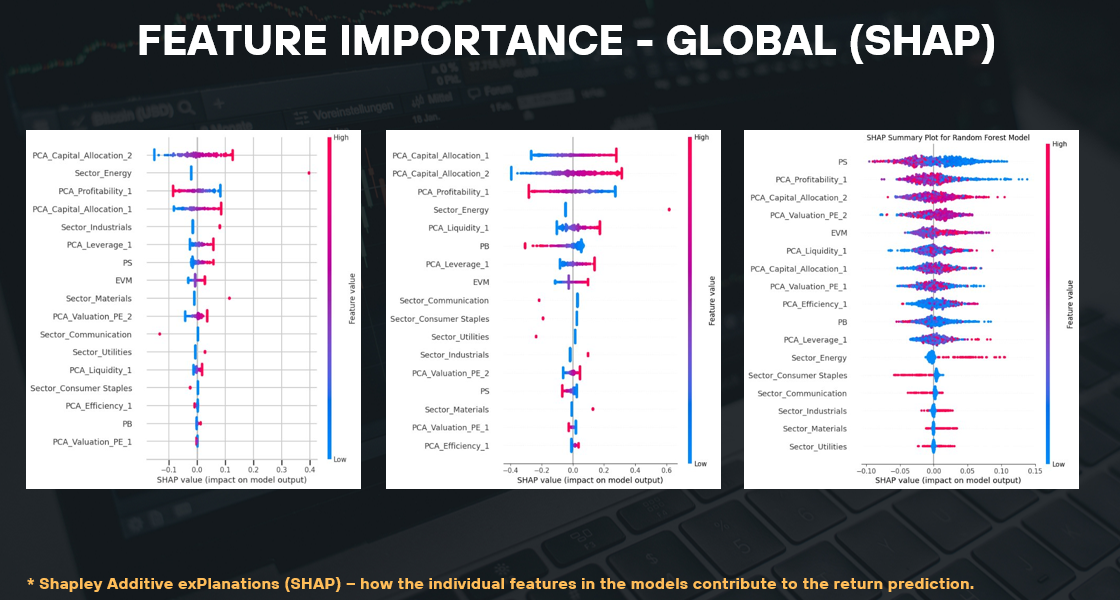 FEATURE IMPORTANCE - GLOBAL (SHAP)
High
PCA_Capital_Allocation_2
Sector_Energy
PCA_Profitability_1
PCA_Capital_Allocation_1
Sector_Industrials
PCA_Leverage_1
PS
EVM
Sector_Materials
PCA_Valuation_PE_2
Sector_Communication
Sector_Utilities
PCA_Liquidity_1
Sector_Consumer Staples
PCA_Efficiency_1
PB
PCA_Valuation_PE_1
Feature value
Low
−0.1 0.0 0.1 0.2 0.3 0.4
SHAP value (impact on model output)
High
PCA_Capital_Allocation_1
PCA_Capital_Allocation_2
PCA_Profitability_1
Sector_Energy
PCA_Liquidity_1
PB
PCA_Leverage_1
EVM
Sector_Communication
Sector_Consumer Staples
Sector_Utilities
Sector_Industrials
PCA_Valuation_PE_2
PS
Sector_Materials
PCA_Valuation_PE_1
PCA_Efficiency_1
Feature value
Low
−0.4 −0.2 0.0 0.2 0.4 0.6
SHAP value (impact on model output)
SHAP Summary Plot for Random Forest Model
High
PS
PCA_Profitability_1
PCA_Capital_Allocation_2
PCA_Valuation_PE_2
EVM
PCA_Liquidity_1
PCA_Capital_Allocation_1
PCA_Valuation_PE_1
PCA_Efficiency_1
PB
PCA_Leverage_1
Sector_Energy
Sector_Consumer Staples
Sector_Communication
Sector_Industrials
Sector_Materials
Sector_Utilities
Feature value
Low
−0.10 −0.05 0.00 0.05 0.10 0.15
SHAP value (impact on model output)
* Shapley Additive exPlanations (SHAP) – how the individual features in the models contribute to the return prediction.